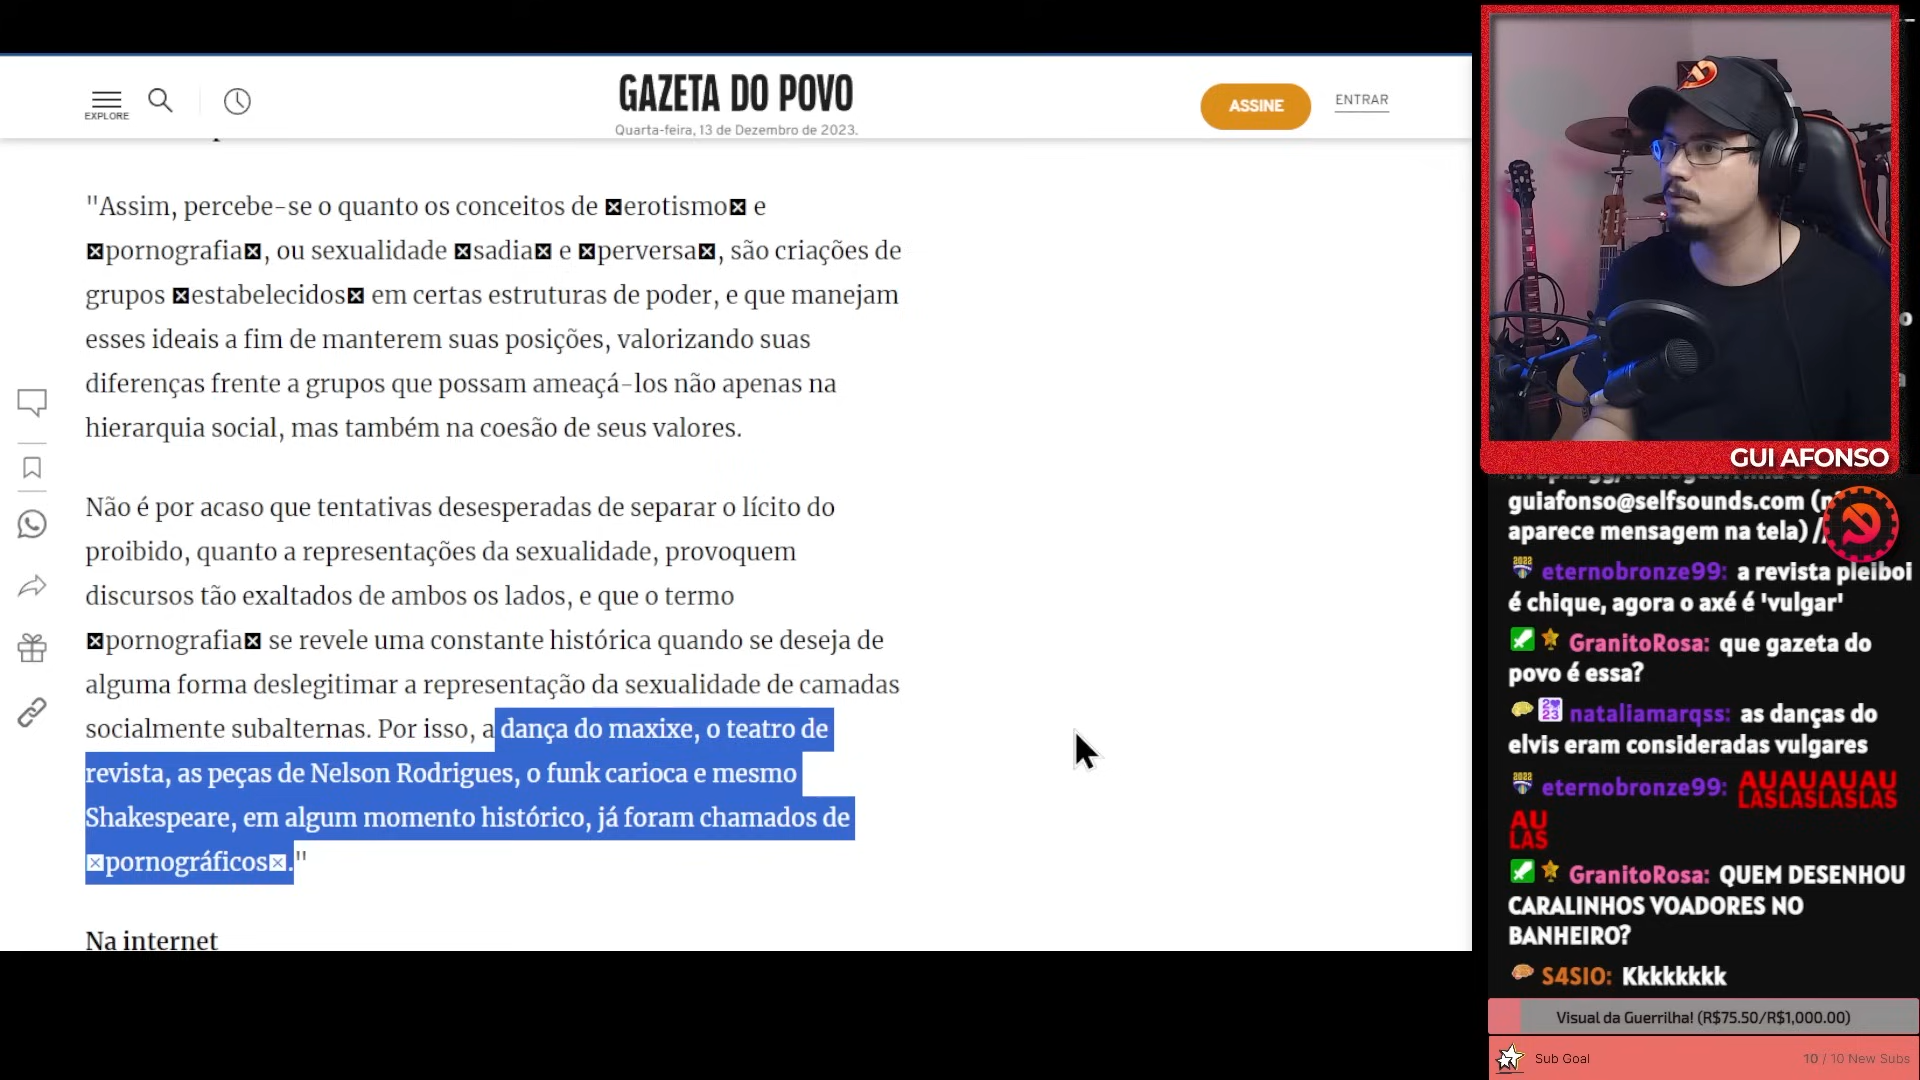 EXPLORE
GAZETA DO POVO
Quarta-feira, 13 de Dezembro de 2023.
ASSINE
ENTRAR
"Assim, percebe-se o quanto os conceitos de erotismo e
pornografia, ou sexualidade sadia e perversa, são criações de
grupos estabelecidos em certas estruturas de poder, e que manejam
esses ideais a fim de manterem suas posições, valorizando suas
diferenças frente a grupos que possam ameaçá-los não apenas na
hierarquia social, mas também na coesão de seus valores.
Não é por acaso que tentativas desesperadas de separar o lícito do
proibido, quanto a representações da sexualidade, provoquem
discursos tão exaltados de ambos os lados, e que o termo
pornografia se revele uma constante histórica quando se deseja de
alguma forma deslegitimar a representação da sexualidade de camadas
socialmente subalternas. Por isso, a dança do maxixe, o teatro de
revista, as peças de Nelson Rodrigues, o funk carioca e mesmo
Shakespeare, em algum momento histórico, já foram chamados de
pornográficos."
Na internet
GUI AFONSO
guiafonso@selfsounds.com
aparece mensagem na tela) //
eternobronze99: a revista pleiboi
é chique, agora o axé é 'vulgar'
GranitoRosa: que gazeta do
povo é essa?
nataliamarqss: as danças do
elvis eram consideradas vulgares
eternobronze99: AU LAS AU LAS AU LAS AU LAS
AU LAS
GranitoRosa: QUEM DESENHOU
CARALINHOS VOADORES NO
BANHEIRO?
S4SIO: Kkkkkkkk
Visual da Guerrilha! (R$75.50/R$1,000.00)
Sub Goal
10 / 10 New Subs